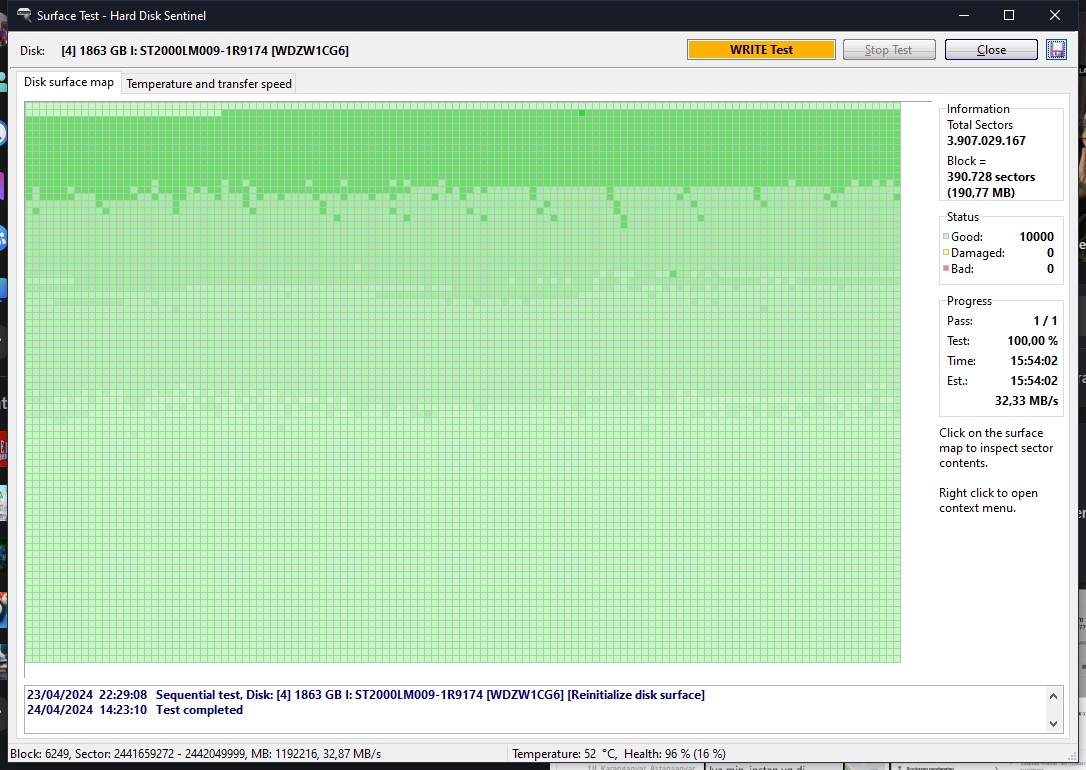 Surface Test - Hard Disk Sentinel
Disk: [4] 1863 GB I: ST2000LM009-1R9174 [WDZW1CG6]
WRITE Test
Stop Test
Close
Disk surface map
Temperature and transfer speed
Information
Total Sectors
3.907.029.167
Block =
390.728 sectors
(190,77 MB)
Status
Good: 10000
Damaged: 0
Bad: 0
Progress
Pass: 1 / 1
Test: 100,00 %
Time: 15:54:02
Est.: 15:54:02
32,33 MB/s
Click on the surface
map to inspect sector
contents.
Right click to open
context menu.
23/04/2024 22:29:08 Sequential test, Disk: [4] 1863 GB I: ST2000LM009-1R9174 [WDZW1CG6] [Reinitialize disk surface]
24/04/2024 14:23:10 Test completed
Block: 6249, Sector: 2441659272 - 2442049999, MB: 1192216, 32,87 MB/s
Temperature: 52 °C, Health: 96 % (16 %)